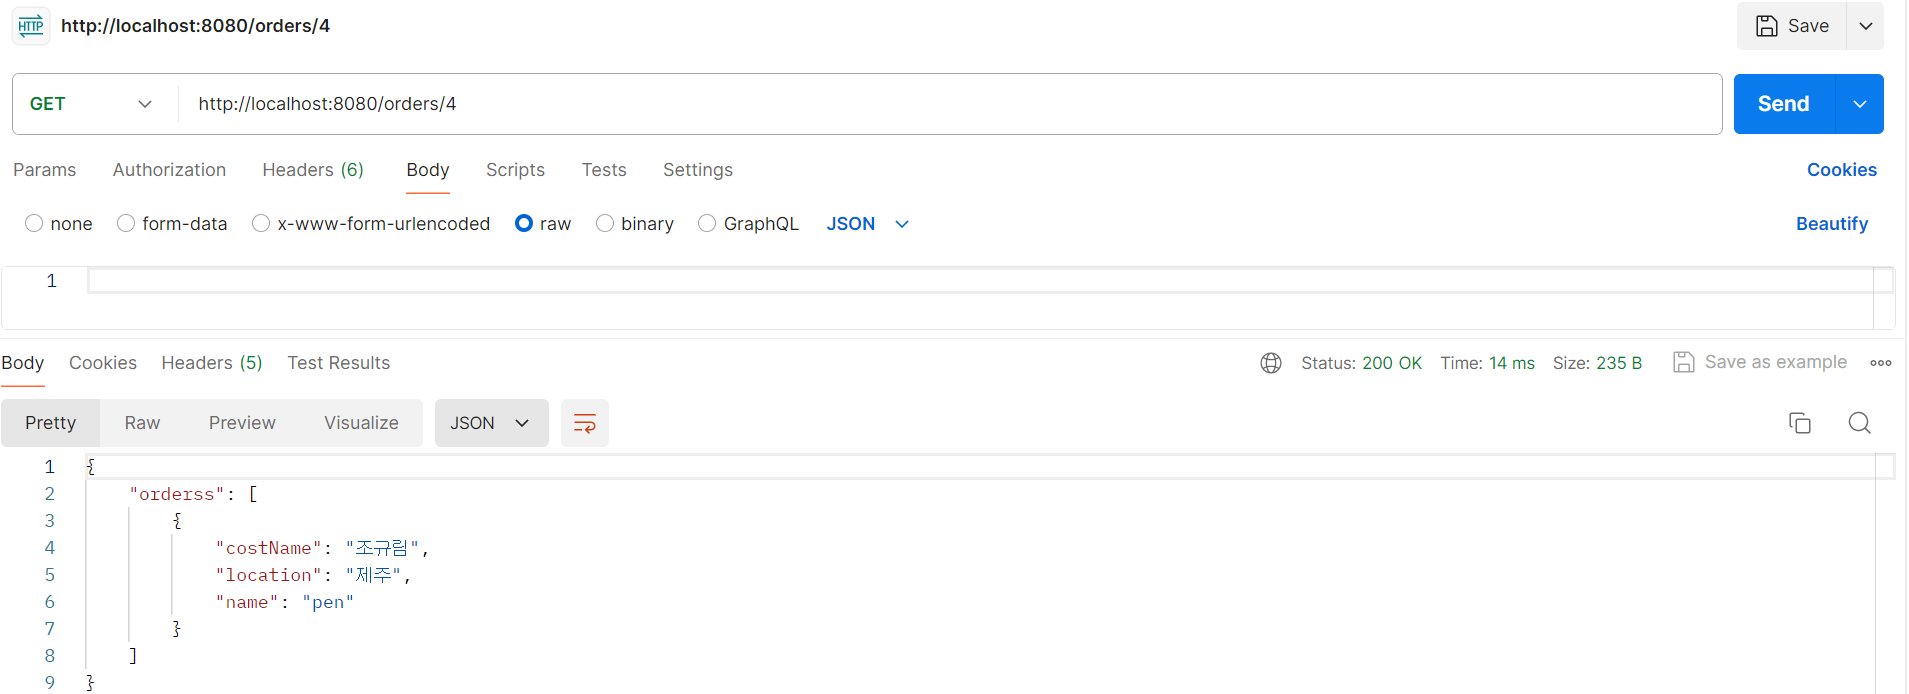 HTTP http://localhost:8080/orders/4 Save
GET http://localhost:8080/orders/4 Send
Params Authorization Headers (6) Body Scripts Tests Settings Cookies
none form-data x-www-form-urlencoded raw binary GraphQL JSON Beautify
1
Body Cookies Headers (5) Test Results Status: 200 OK Time: 14 ms Size: 235 B Save as example
Pretty Raw Preview Visualize JSON
1 {
2 "orderss": [
3 {
4 "costName": "조규림",
5 "location": "제주",
6 "name": "pen"
7 }
8 ]
9 }